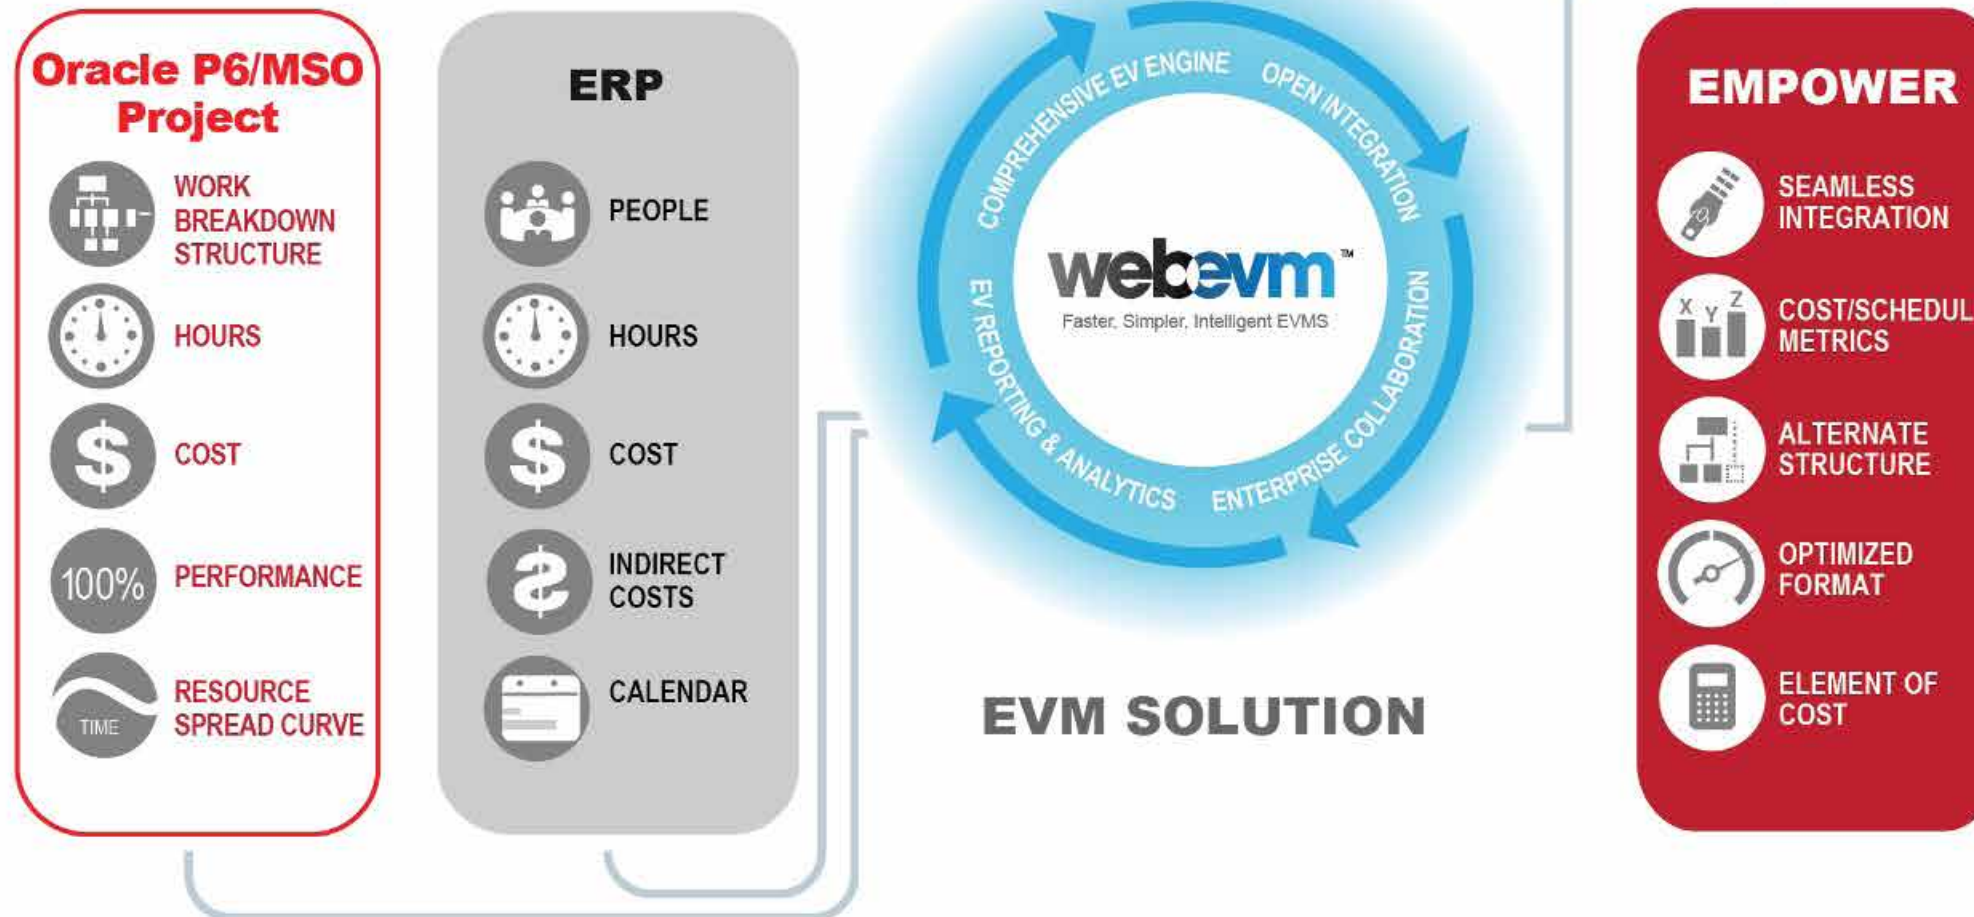 Oracle P6/MSO
Project
WORK
BREAKDOWN
STRUCTURE
HOURS
COST
100%
PERFORMANCE
TIME
RESOURCE
SPREAD CURVE
ERP
PEOPLE
HOURS
COST
INDIRECT
COSTS
CALENDAR
COMPREHENSIVE EV ENGINE
OPEN INTEGRATION
ENTERPRISE COLLABORATION
EV REPORTING & ANALYTICS
webevm™
Faster, Simpler, Intelligent EVMS
EVM SOLUTION
EMPOWER
SEAMLESS
INTEGRATION
X Y Z
COST/SCHEDUL
METRICS
ALTERNATE
STRUCTURE
OPTIMIZED
FORMAT
ELEMENT OF
COST